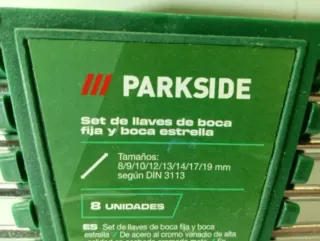 PARKSIDE
Set de llaves de boca
fija y boca estrella
Tamaños:
8/9/10/12/13/14/17/19 mm
según DIN 3113
8 UNIDADES
ES Set de llaves de boca fija y boca
estrella ✓ De acero al cromo vanadio de alta